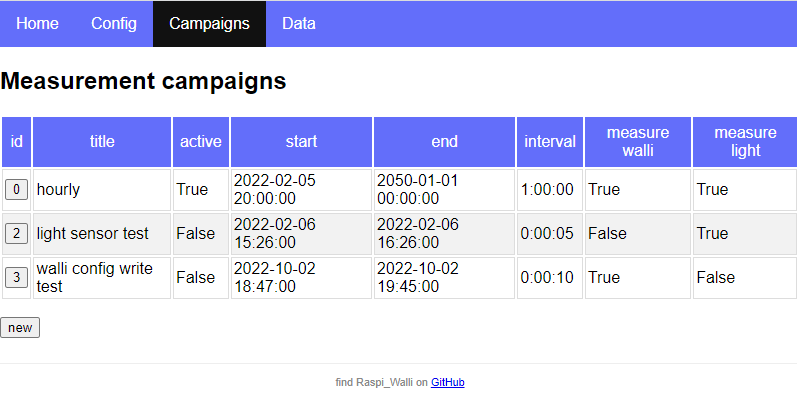 Home Config Campaigns Data
Measurement campaigns
id title active start end interval measure walli measure light
0 hourly True 2022-02-05 20:00:00 2050-01-01 00:00:00 1:00:00 True True
2 light sensor test False 2022-02-06 15:26:00 2022-02-06 16:26:00 0:00:05 False True
3 walli config write test False 2022-10-02 18:47:00 2022-10-02 19:45:00 0:00:10 True False
new
find Raspi_Walli on GitHub